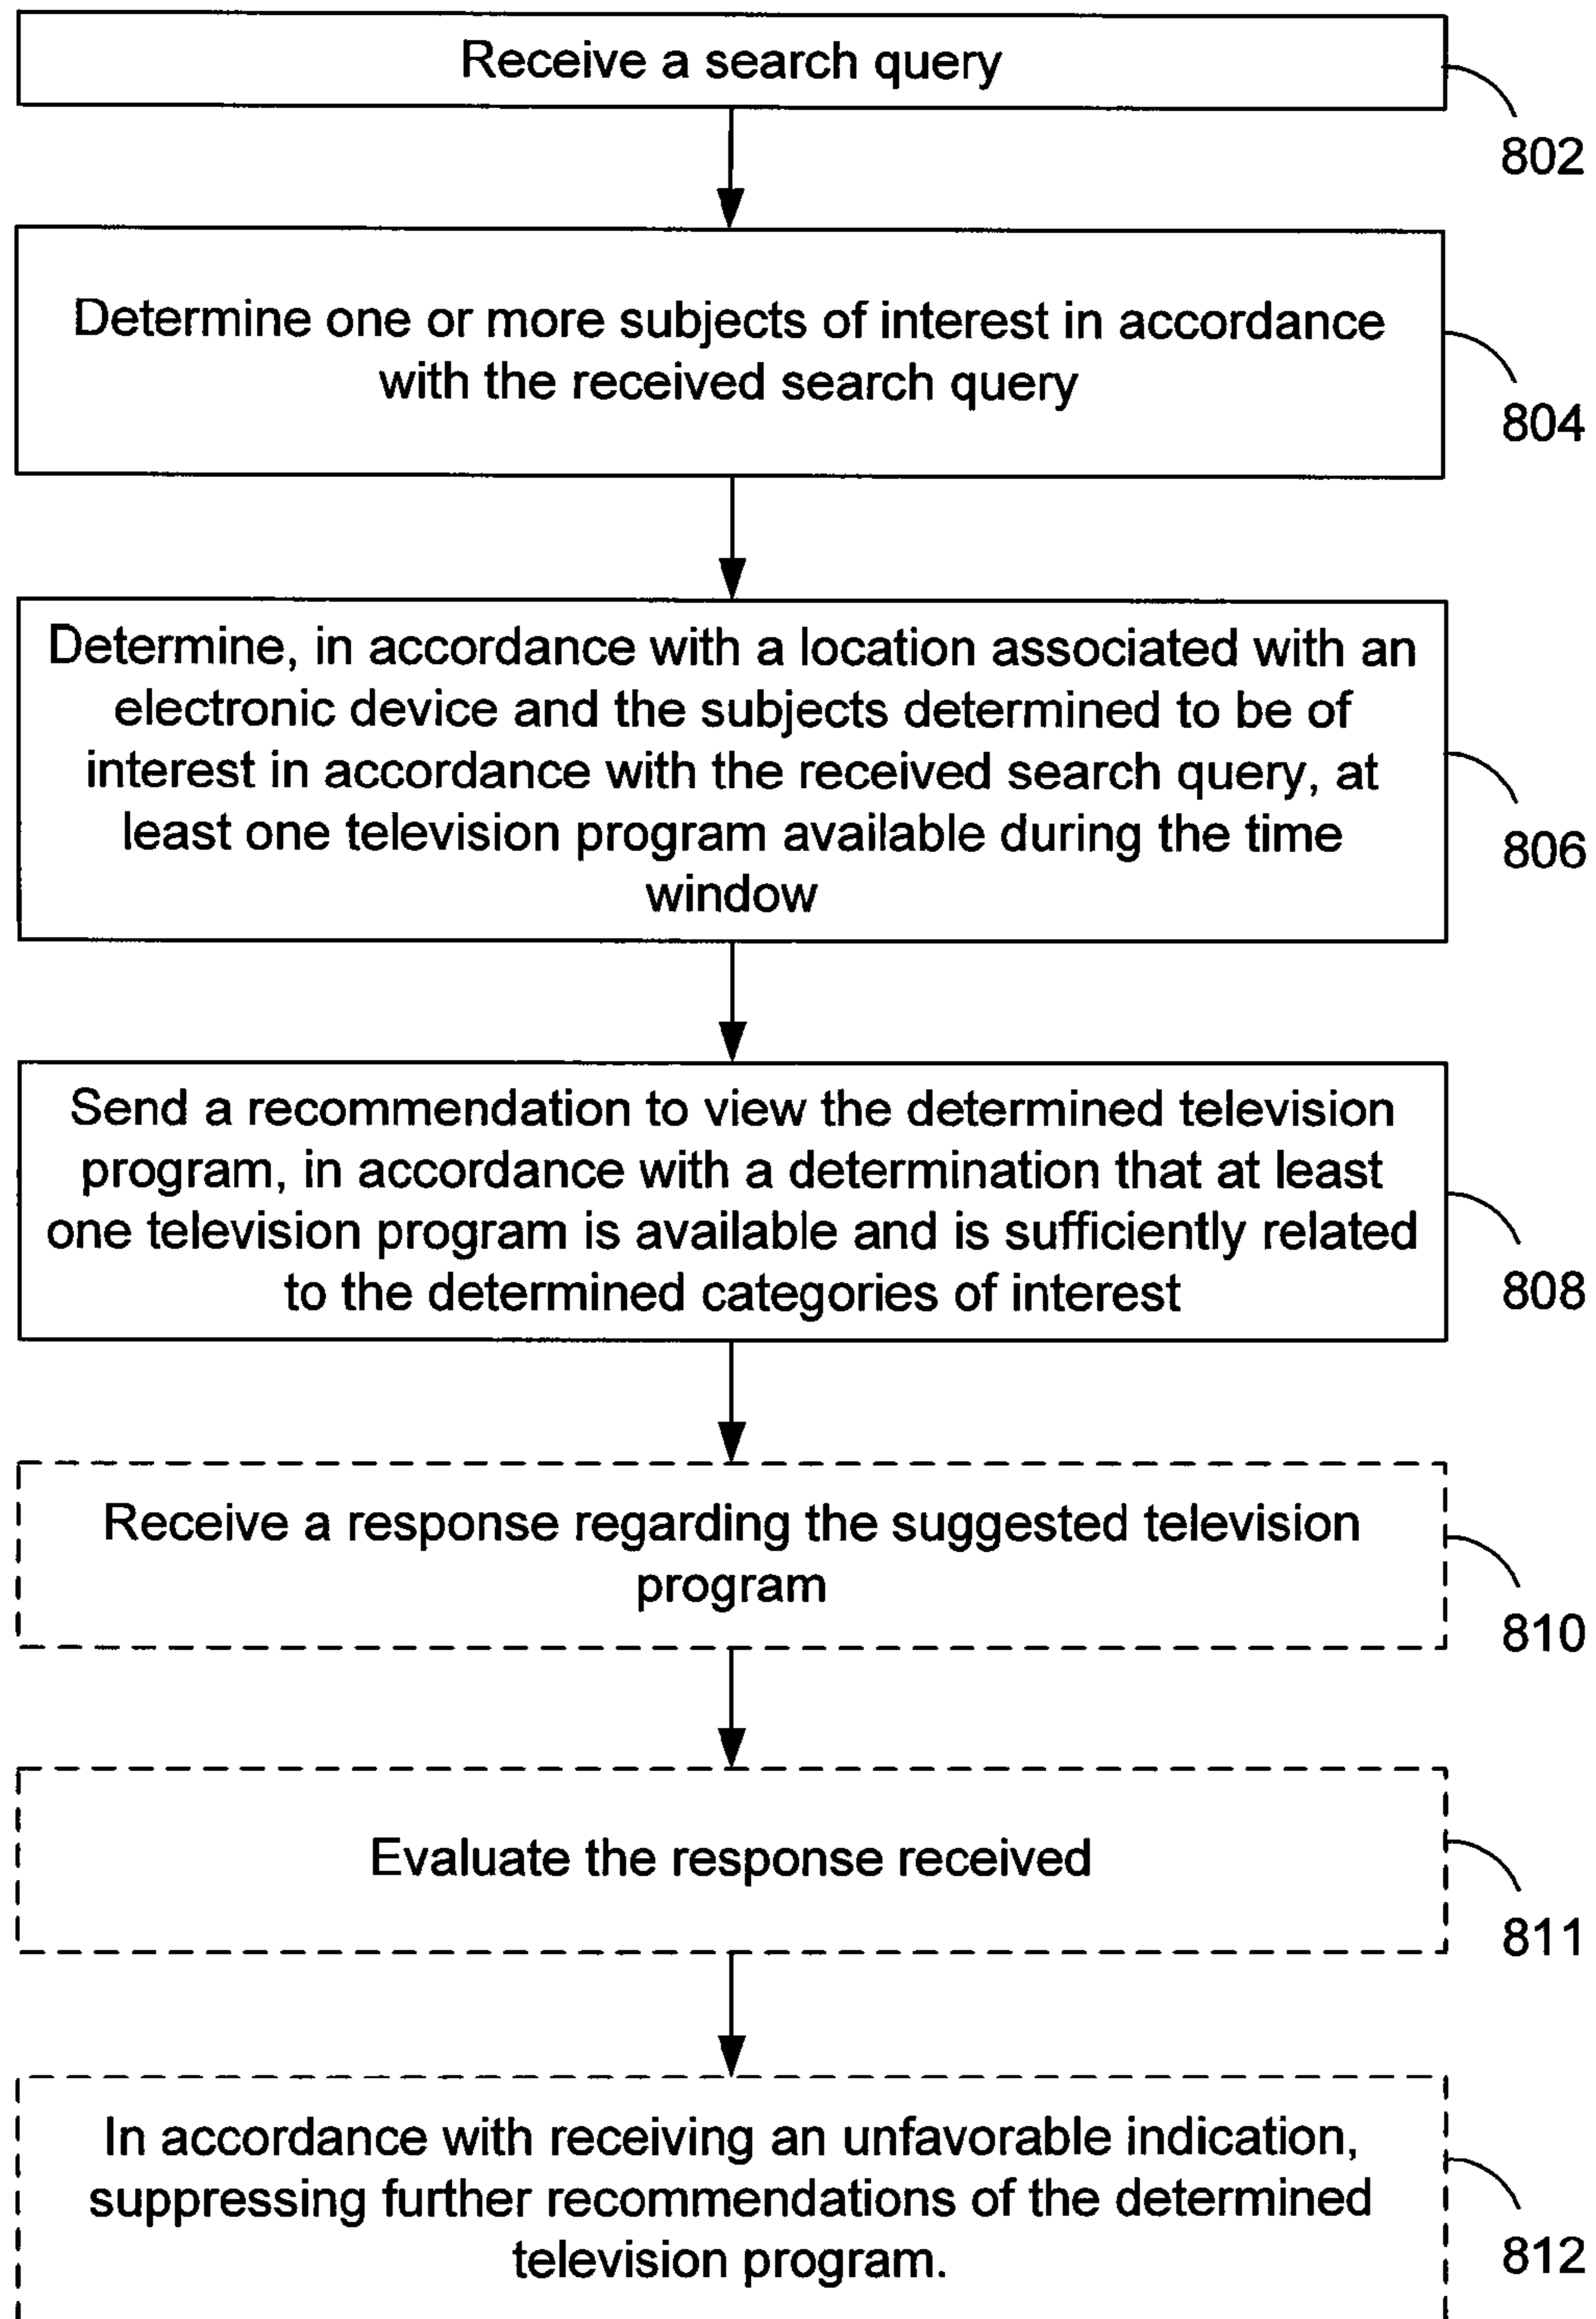 Receive a search query
802
Determine one or more subjects of interest in accordance
with the received search query
804
Determine, in accordance with a location associated with an
electronic device and the subjects determined to be of
interest in accordance with the received search query, at
least one television program available during the time
window
806
Send a recommendation to view the determined television
program, in accordance with a determination that at least
one television program is available and is sufficiently related
to the determined categories of interest
808
Receive a response regarding the suggested television
program
810
Evaluate the response received
811
In accordance with receiving an unfavorable indication,
suppressing further recommendations of the determined
television program.
812